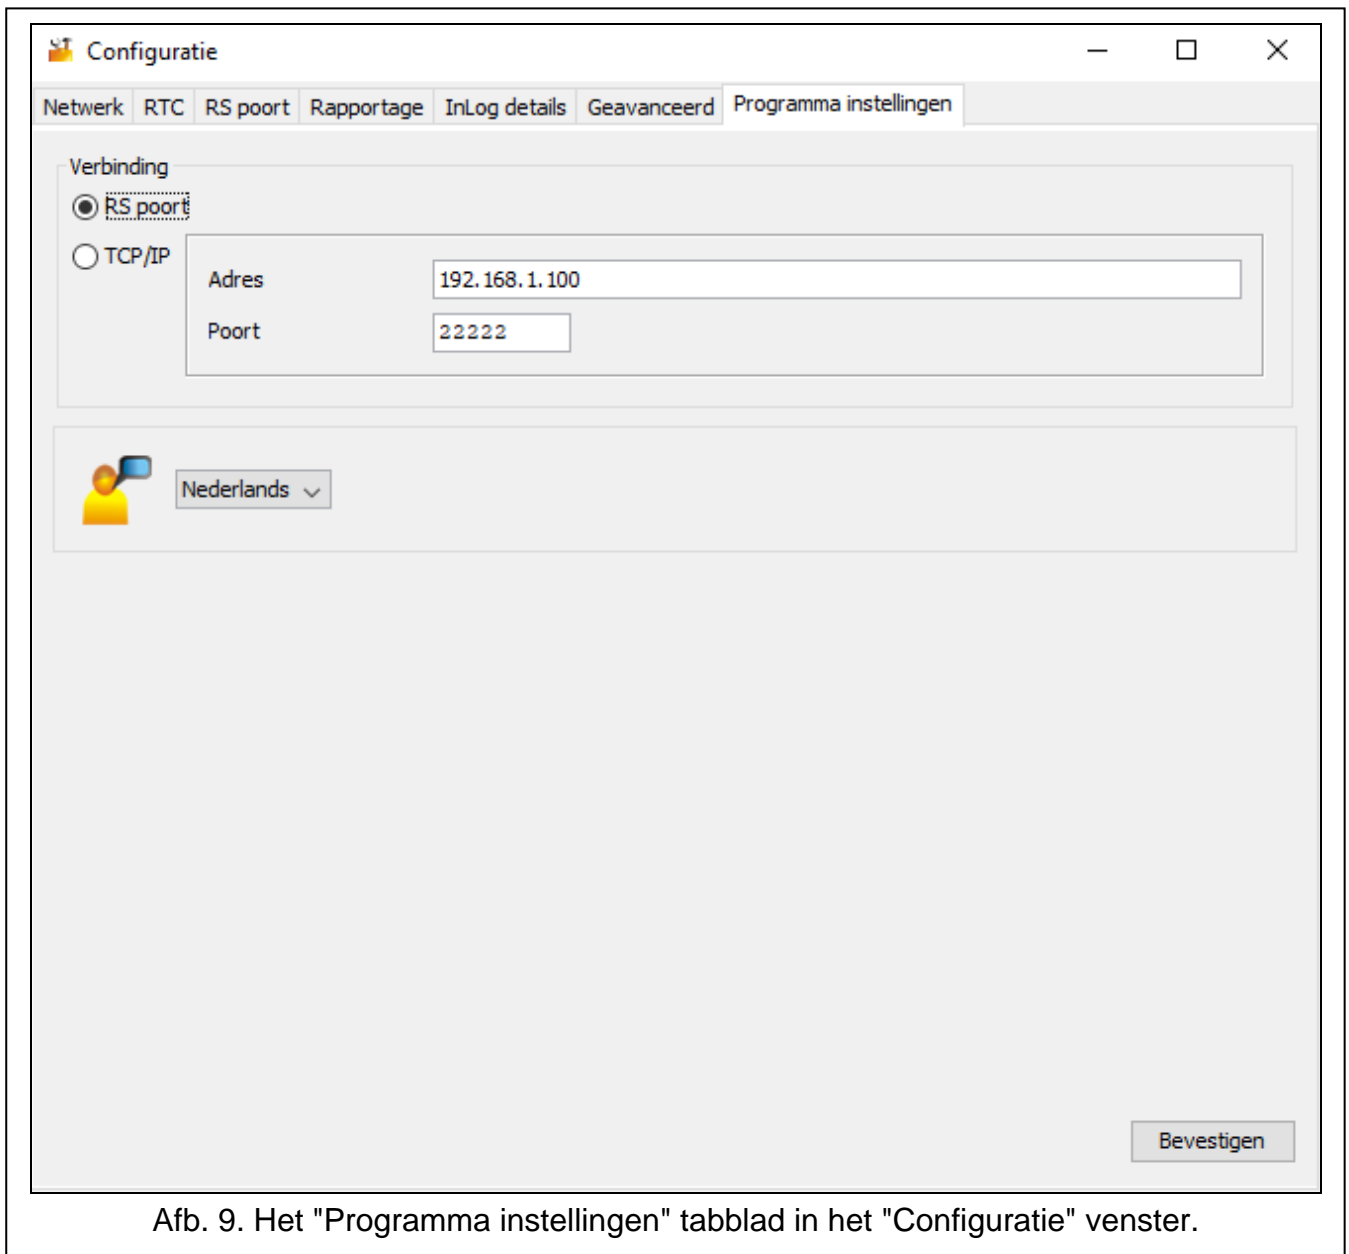 Configuratie
Netwerk RTC RS poort Rapportage InLog details Geavanceerd Programma instellingen
Verbinding
RS poort
TCP/IP
Adres 192.168.1.100
Poort 22222
Nederlands
Bevestigen
Afb. 9. Het "Programma instellingen" tabblad in het "Configuratie" venster.